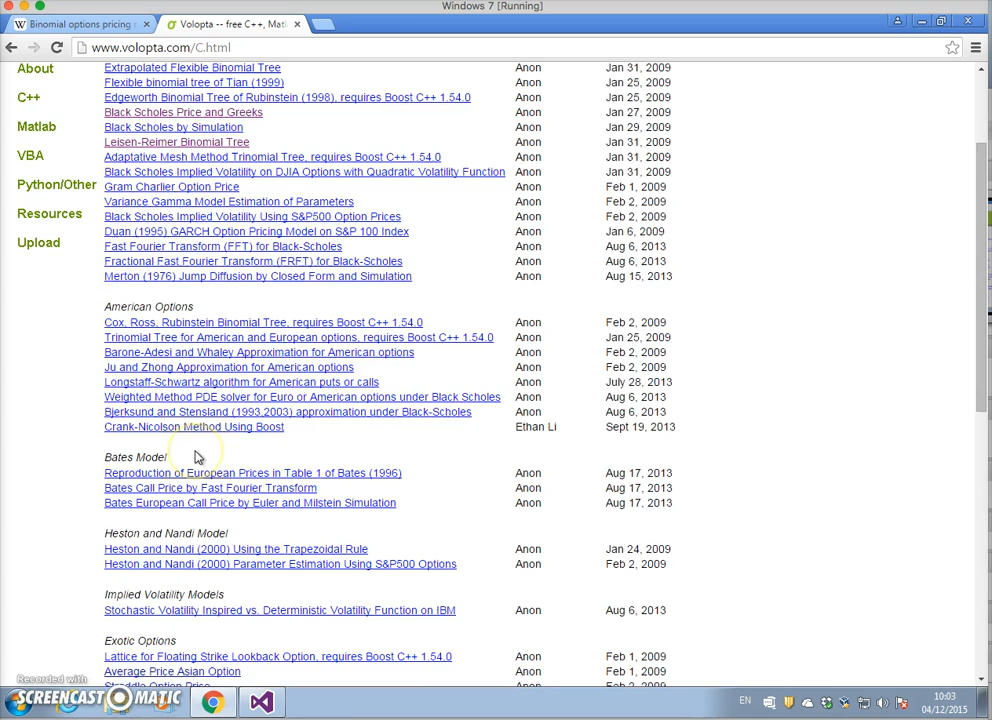 Windows 7 [Running]
Binomial options pricing
Volopta -- free C++, Matl
www.volopta.com/C.html
About
C++
Matlab
VBA
Python/Other
Resources
Upload
Extrapolated Flexible Binomial Tree Anon Jan 31, 2009
Flexible binomial tree of Tian (1999) Anon Jan 25, 2009
Edgeworth Binomial Tree of Rubinstein (1998), requires Boost C++ 1.54.0 Anon Jan 25, 2009
Black Scholes Price and Greeks Anon Jan 27, 2009
Black Scholes by Simulation Anon Jan 29, 2009
Leisen-Reimer Binomial Tree Anon Jan 31, 2009
Adaptative Mesh Method Trinomial Tree, requires Boost C++ 1.54.0 Anon Jan 31, 2009
Black Scholes Implied Volatility on DJIA Options with Quadratic Volatility Function Anon Jan 31, 2009
Gram Charlier Option Price Anon Feb 1, 2009
Variance Gamma Model Estimation of Parameters Anon Feb 2, 2009
Black Scholes Implied Volatility Using S&P500 Option Prices Anon Feb 2, 2009
Duan (1995) GARCH Option Pricing Model on S&P 100 Index Anon Jan 6, 2009
Fast Fourier Transform (FFT) for Black-Scholes Anon Aug 6, 2013
Fractional Fast Fourier Transform (FRFT) for Black-Scholes Anon Aug 6, 2013
Merton (1976) Jump Diffusion by Closed Form and Simulation Anon Aug 15, 2013
American Options
Cox, Ross, Rubinstein Binomial Tree, requires Boost C++ 1.54.0 Anon Feb 2, 2009
Trinomial Tree for American and European options, requires Boost C++ 1.54.0 Anon Jan 25, 2009
Barone-Adesi and Whaley Approximation for American options Anon Feb 2, 2009
Ju and Zhong Approximation for American options Anon Feb 2, 2009
Longstaff-Schwartz algorithm for American puts or calls Anon July 28, 2013
Weighted Method PDE solver for Euro or American options under Black Scholes Anon Aug 6, 2013
Bjerksund and Stensland (1993,2003) approximation under Black-Scholes Anon Aug 6, 2013
Crank-Nicolson Method Using Boost Ethan Li Sept 19, 2013
Bates Model
Reproduction of European Prices in Table 1 of Bates (1996) Anon Aug 17, 2013
Bates Call Price by Fast Fourier Transform Anon Aug 17, 2013
Bates European Call Price by Euler and Milstein Simulation Anon Aug 17, 2013
Heston and Nandi Model
Heston and Nandi (2000) Using the Trapezoidal Rule Anon Jan 24, 2009
Heston and Nandi (2000) Parameter Estimation Using S&P500 Options Anon Feb 2, 2009
Implied Volatility Models
Stochastic Volatility Inspired vs. Deterministic Volatility Function on IBM Anon Aug 6, 2013
Exotic Options
Lattice for Floating Strike Lookback Option, requires Boost C++ 1.54.0 Anon Feb 1, 2009
Average Price Asian Option Anon Feb 1, 2009
Straddle Option Price Anon Feb 2, 2009
Recorded with
SCREENCAST-O-MATIC
EN
10:03
04/12/2015